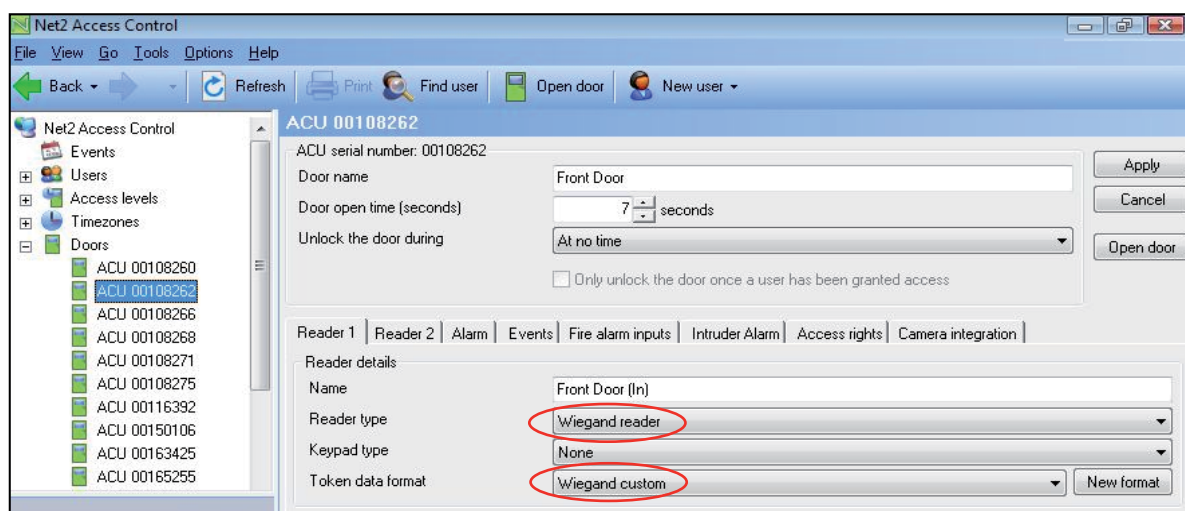 Net2 Access Control
File View Go Tools Options Help
Back Refresh Print Find user Open door New user
Net2 Access Control
Events
Users
Access levels
Timezones
Doors
ACU 00108260
ACU 00108262
ACU 00108266
ACU 00108268
ACU 00108271
ACU 00108275
ACU 00116392
ACU 00150106
ACU 00163425
ACU 00165255
ACU 00108262
ACU serial number: 00108262
Door name Front Door
Door open time (seconds) 7 seconds
Unlock the door during At no time
Only unlock the door once a user has been granted access
Apply
Cancel
Open door
Reader 1 Reader 2 Alarm Events Fire alarm inputs Intruder Alarm Access rights Camera integration
Reader details
Name Front Door (In)
Reader type Wiegand reader
Keypad type None
Token data format Wiegand custom New format